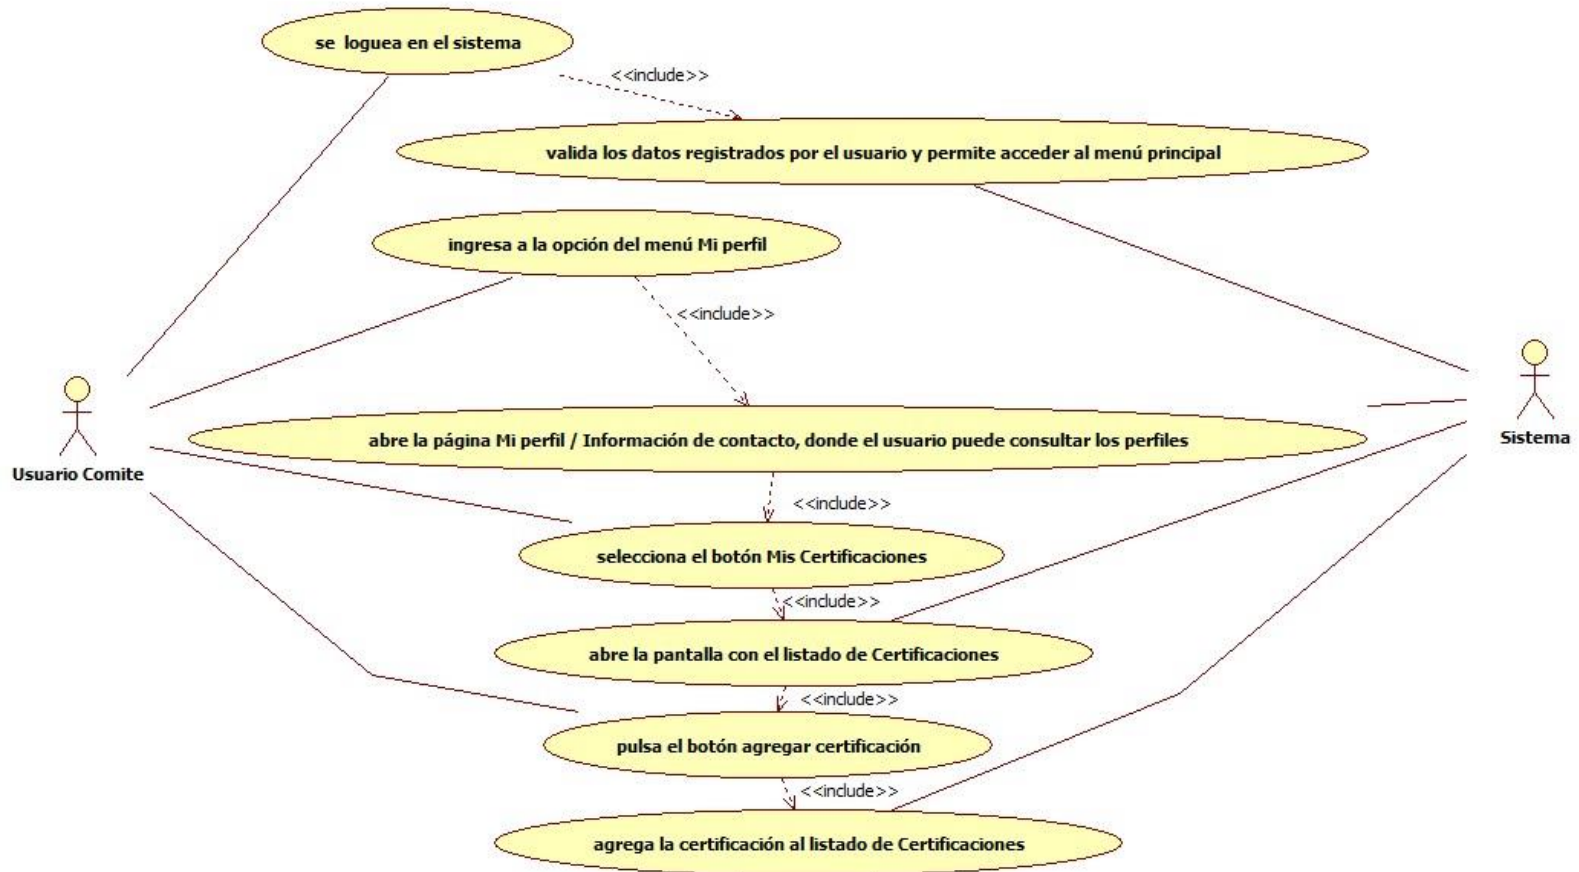 se loguea en el sistema
<<include>>
valida los datos registrados por el usuario y permite acceder al menú principal
ingresa a la opción del menú Mi perfil
<<include>>
abre la página Mi perfil / Información de contacto, donde el usuario puede consultar los perfiles
Sistema
Usuario Comite
<<include>>
selecciona el botón Mis Certificaciones
<<include>>
abre la pantalla con el listado de Certificaciones
<<include>>
pulsa el botón agregar certificación
<<include>>
agrega la certificación al listado de Certificaciones